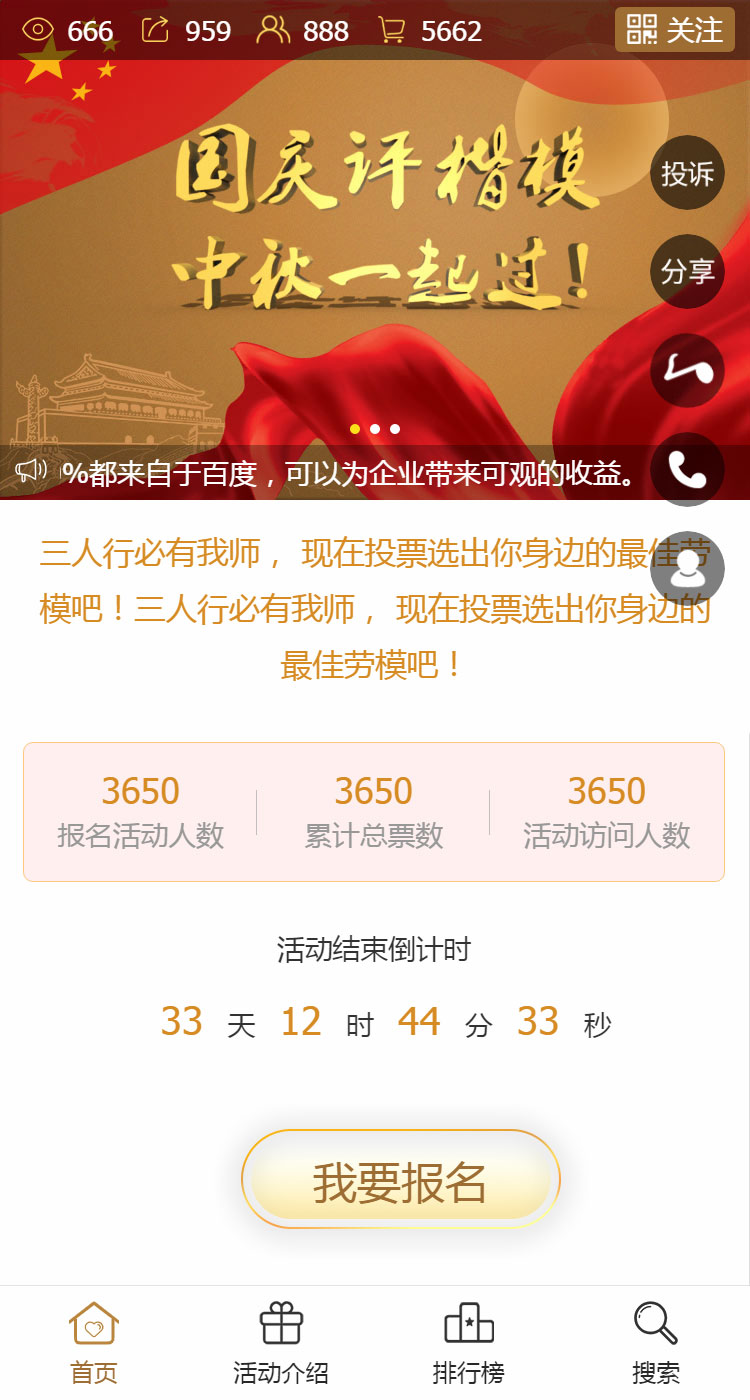 666 959 888 5662 关注
国庆评楷模
中秋一起过!
投诉
分享
%都来自于百度，可以为企业带来可观的收益。
三人行必有我师， 现在投票选出你身边的最佳劳
模吧！三人行必有我师， 现在投票选出你身边的
最佳劳模吧！
3650 3650 3650
报名活动人数 累计总票数 活动访问人数
活动结束倒计时
33 天 12 时 44 分 33 秒
我要报名
首页 活动介绍 排行榜 搜索